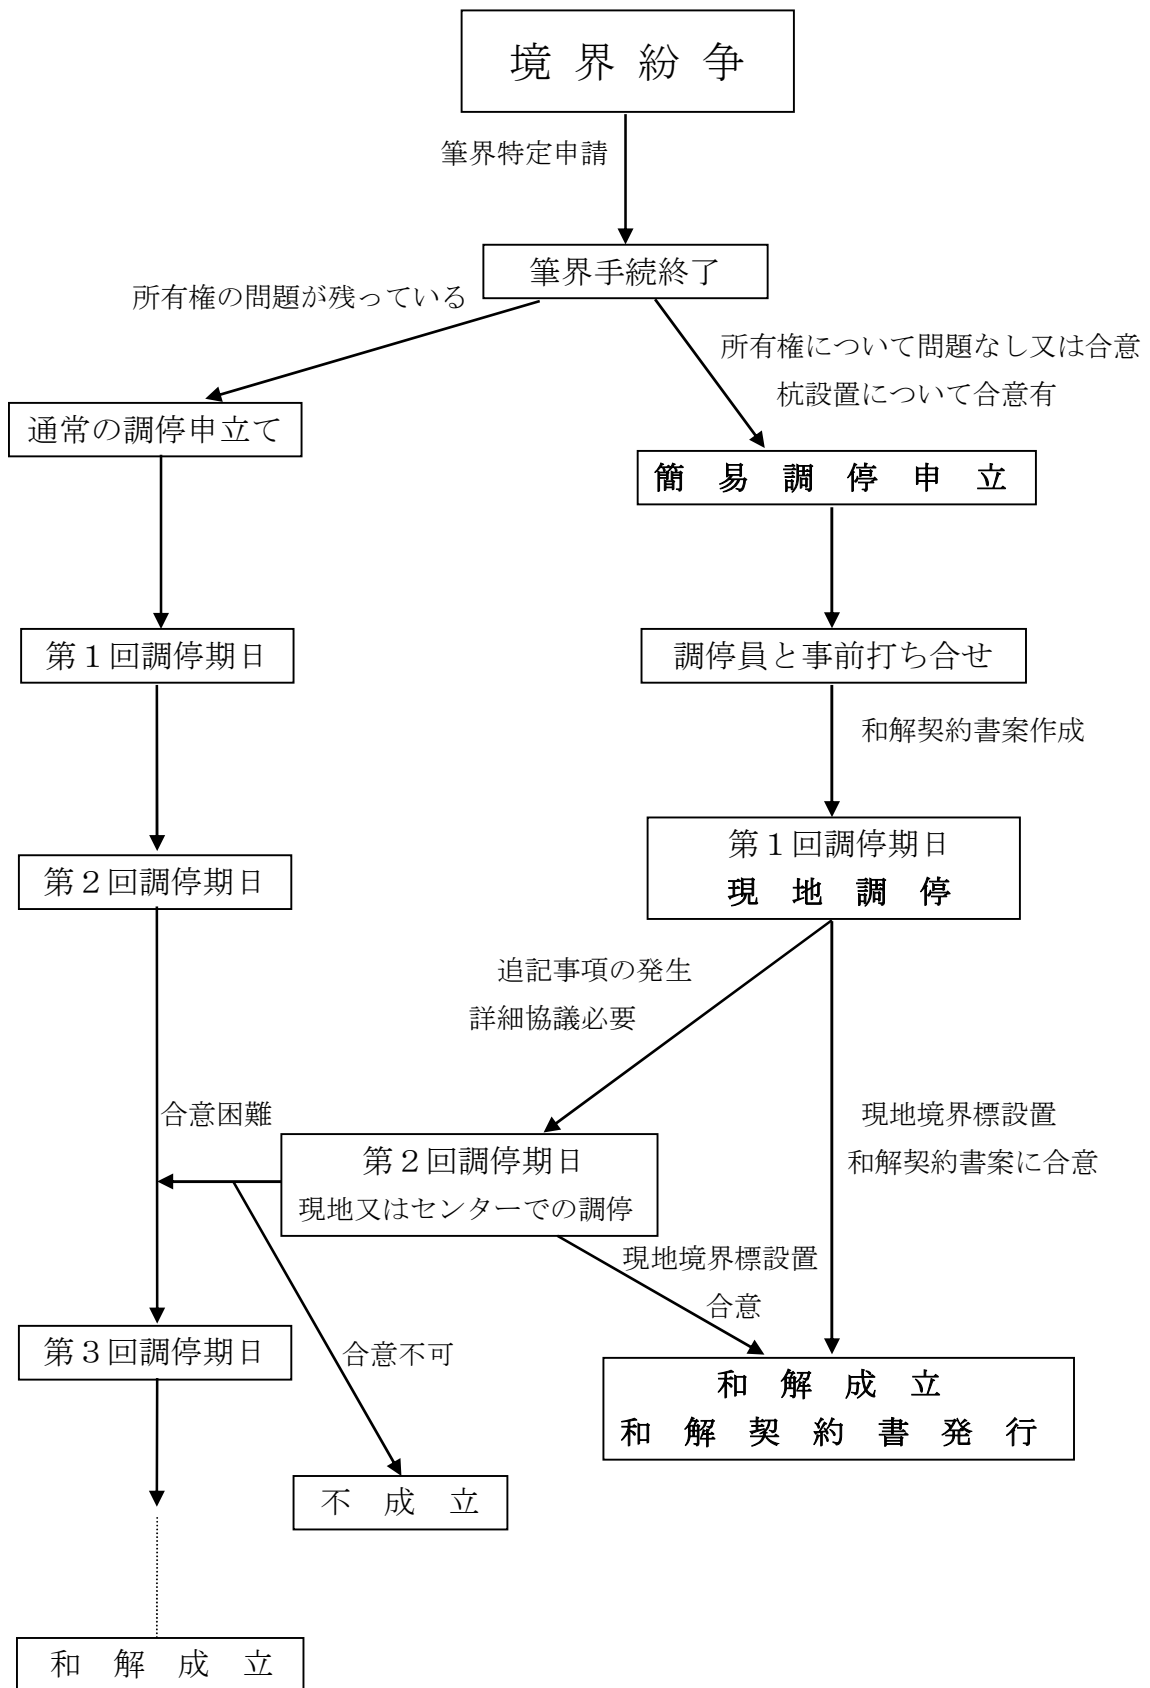 境 界 紛 争
筆界特定申請
筆界手続終了
所有権の問題が残っている
所有権について問題なし又は合意
杭設置について合意有
通常の調停申立て
簡 易 調 停 申 立
第１回調停期日
調停員と事前打ち合せ
和解契約書案作成
第１回調停期日
現 地 調 停
第２回調停期日
追記事項の発生
詳細協議必要
合意困難
現地境界標設置
和解契約書案に合意
第２回調停期日
現地又はセンターでの調停
現地境界標設置
合意
第３回調停期日
合意不可
和 解 成 立
和 解 契 約 書 発 行
不 成 立
和 解 成 立